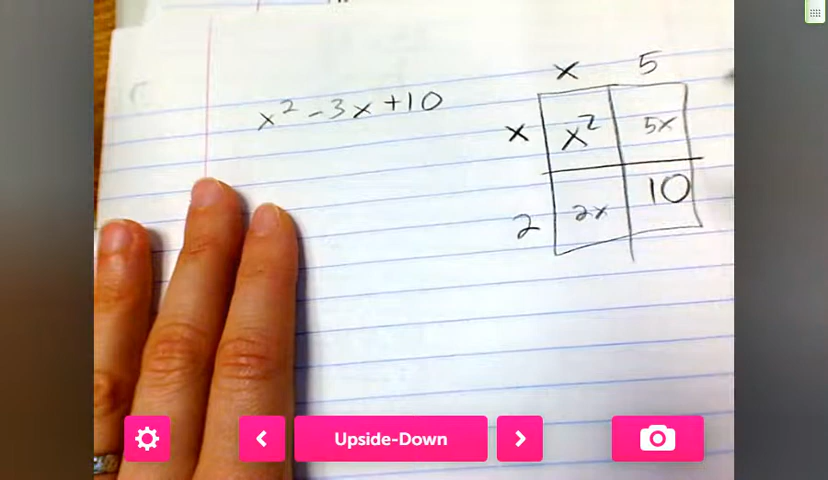 x² - 3x + 10
x 5
x x² 5x
2 2x 10
Upside-Down